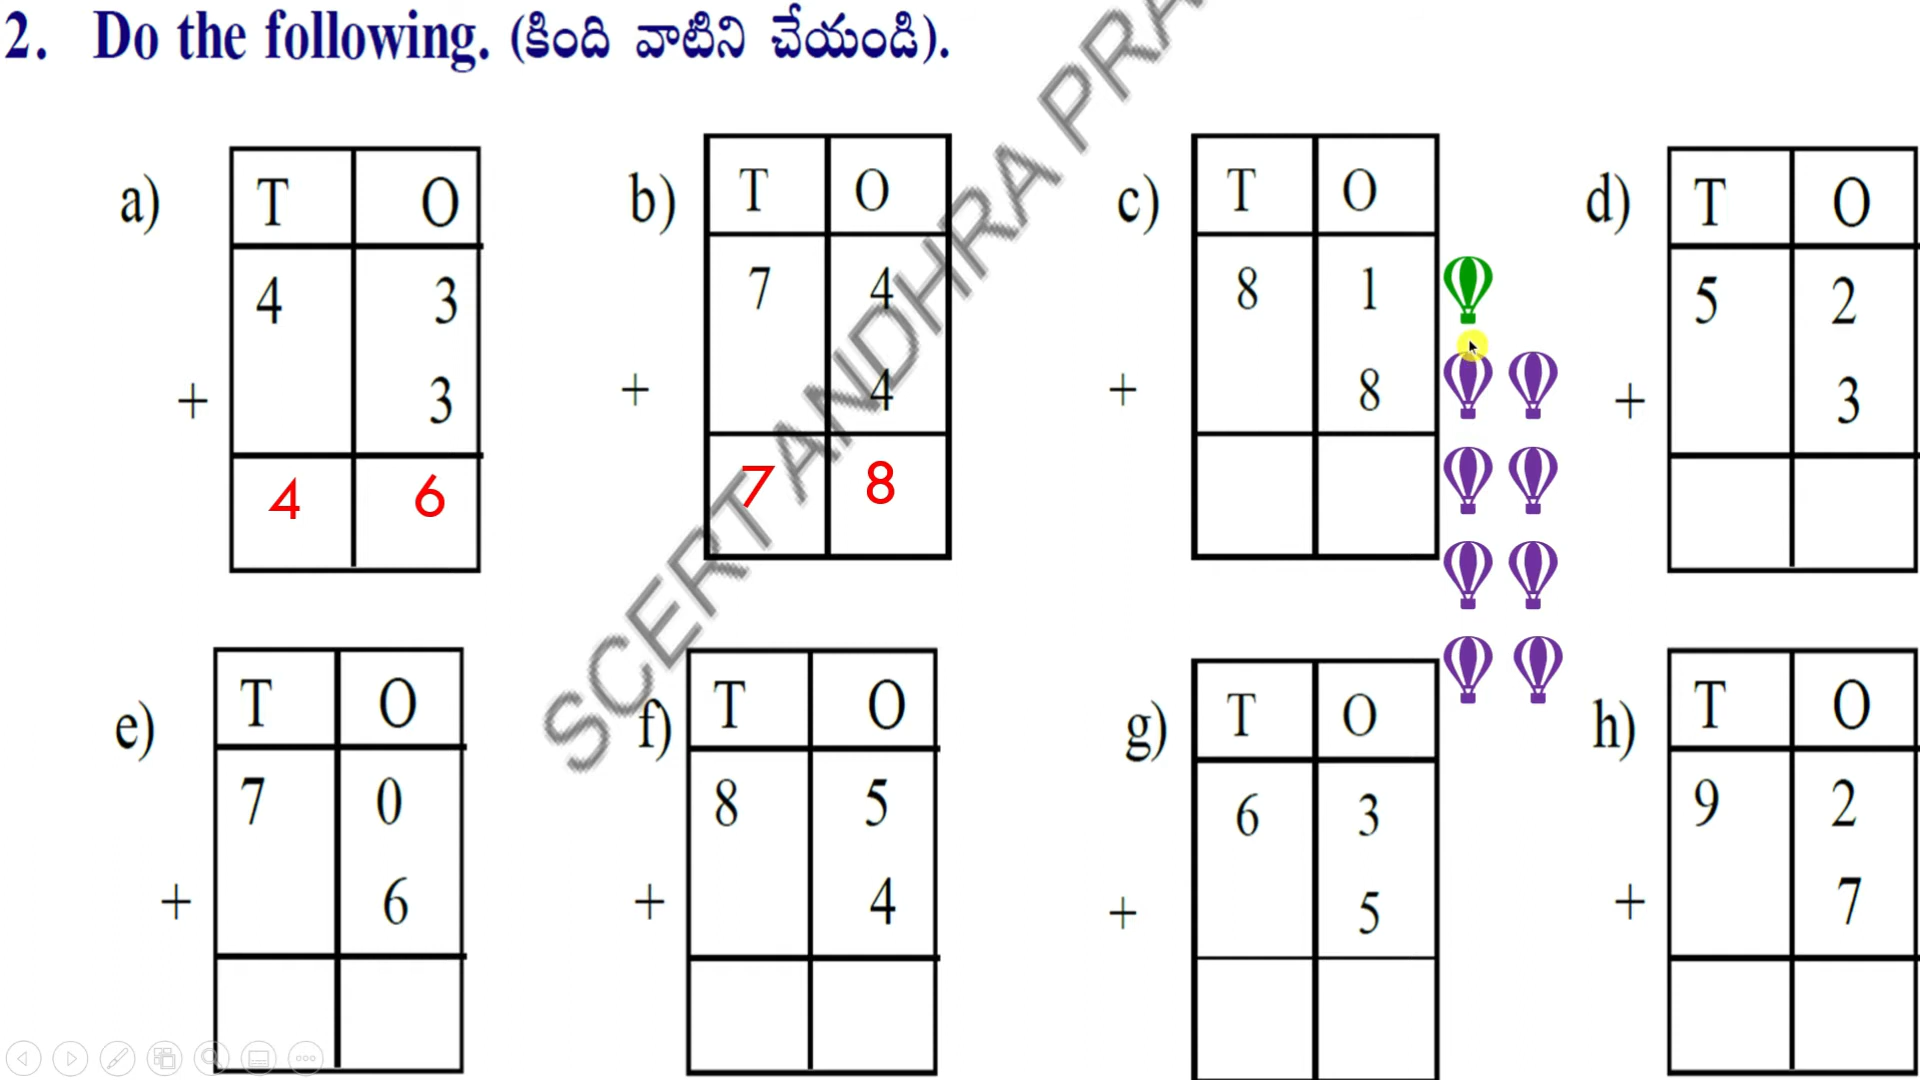 2. Do the following. (కింది వాటిని చేయండి).
a) T O
4 3
+ 3
4 6
b) T O
7 4
+ 4
7 8
c) T O
8 1
+ 8
d) T O
5 2
+ 3
e) T O
7 0
+ 6
f) T O
8 5
+ 4
g) T O
6 3
+ 5
h) T O
9 2
+ 7
SCERT ANDHRA PRA